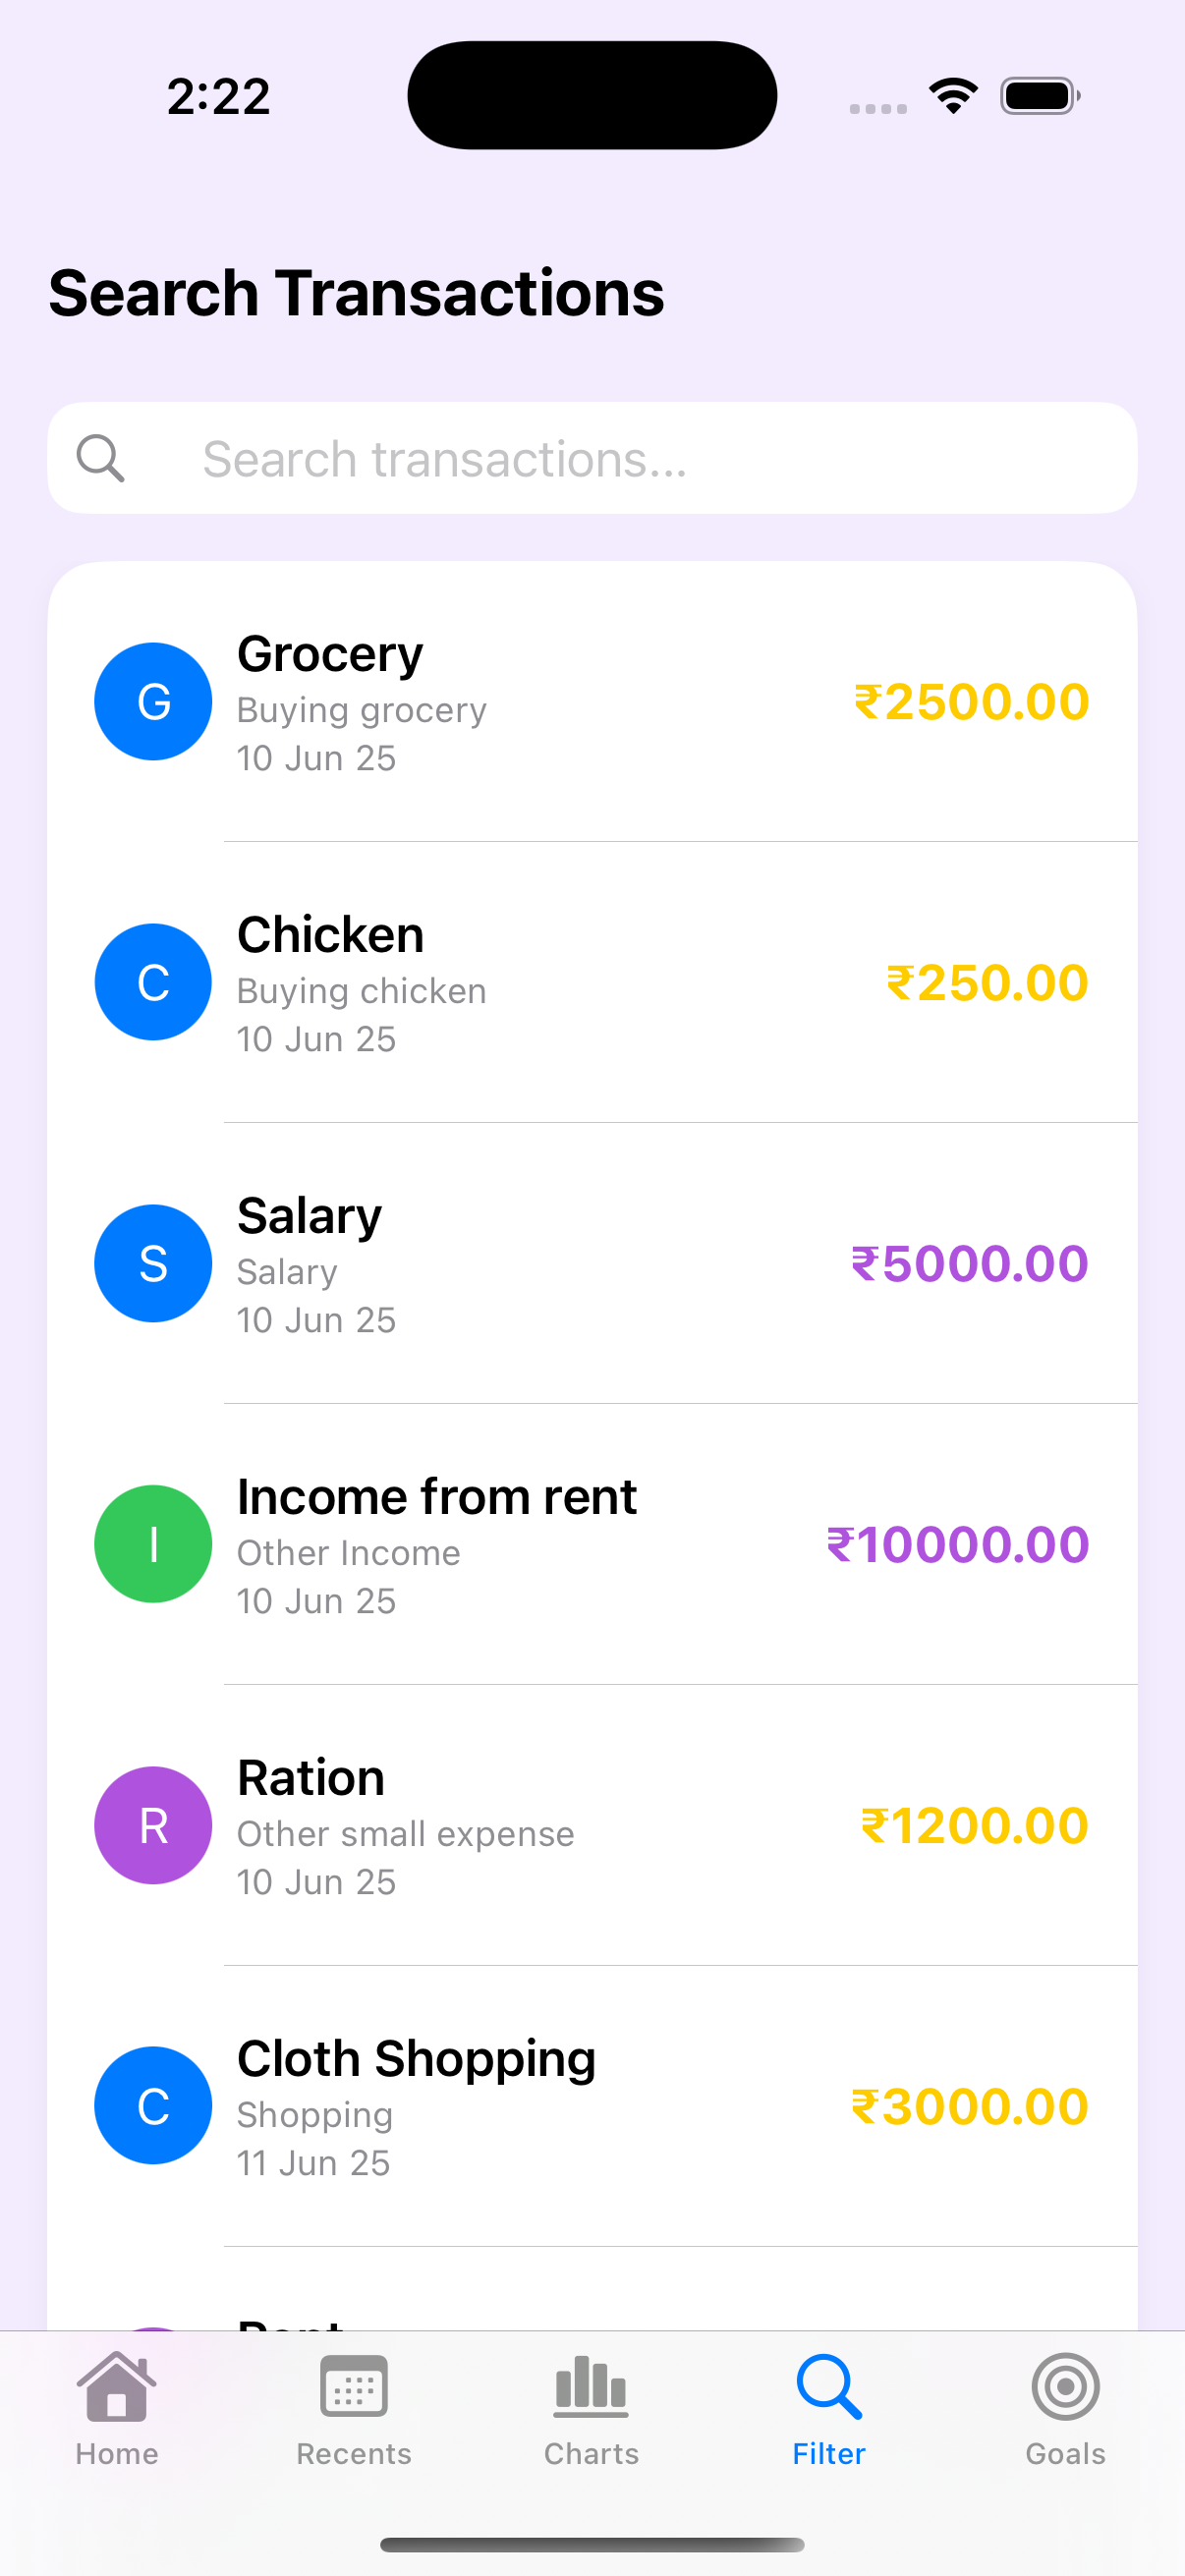 2:22
Search Transactions
Search transactions...
G
Grocery
Buying grocery
10 Jun 25
₹2500.00
C
Chicken
Buying chicken
10 Jun 25
₹250.00
S
Salary
Salary
10 Jun 25
₹5000.00
I
Income from rent
Other Income
10 Jun 25
₹10000.00
R
Ration
Other small expense
10 Jun 25
₹1200.00
C
Cloth Shopping
Shopping
11 Jun 25
₹3000.00
Home
Recents
Charts
Filter
Goals